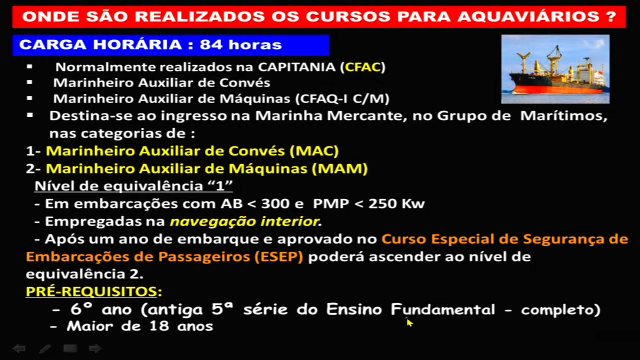 ONDE SÃO REALIZADOS OS CURSOS PARA AQUAVIÁRIOS ?
CARGA HORÁRIA : 84 horas
▪ Normalmente realizados na CAPITANIA (CFAC)
▪ Marinheiro Auxiliar de Convés
▪ Marinheiro Auxiliar de Máquinas (CFAQ-I C/M)
▪ Destina-se ao ingresso na Marinha Mercante, no Grupo de Marítimos,
nas categorias de :
1- Marinheiro Auxiliar de Convés (MAC)
2- Marinheiro Auxiliar de Máquinas (MAM)
Nível de equivalência “1”
- Em embarcações com AB < 300 e PMP < 250 Kw
- Empregadas na navegação interior.
- Após um ano de embarque e aprovado no Curso Especial de Segurança de
Embarcações de Passageiros (ESEP) poderá ascender ao nível de
equivalência 2.
PRÉ-REQUISITOS:
- 6º ano (antiga 5ª série do Ensino Fundamental - completo)
- Maior de 18 anos